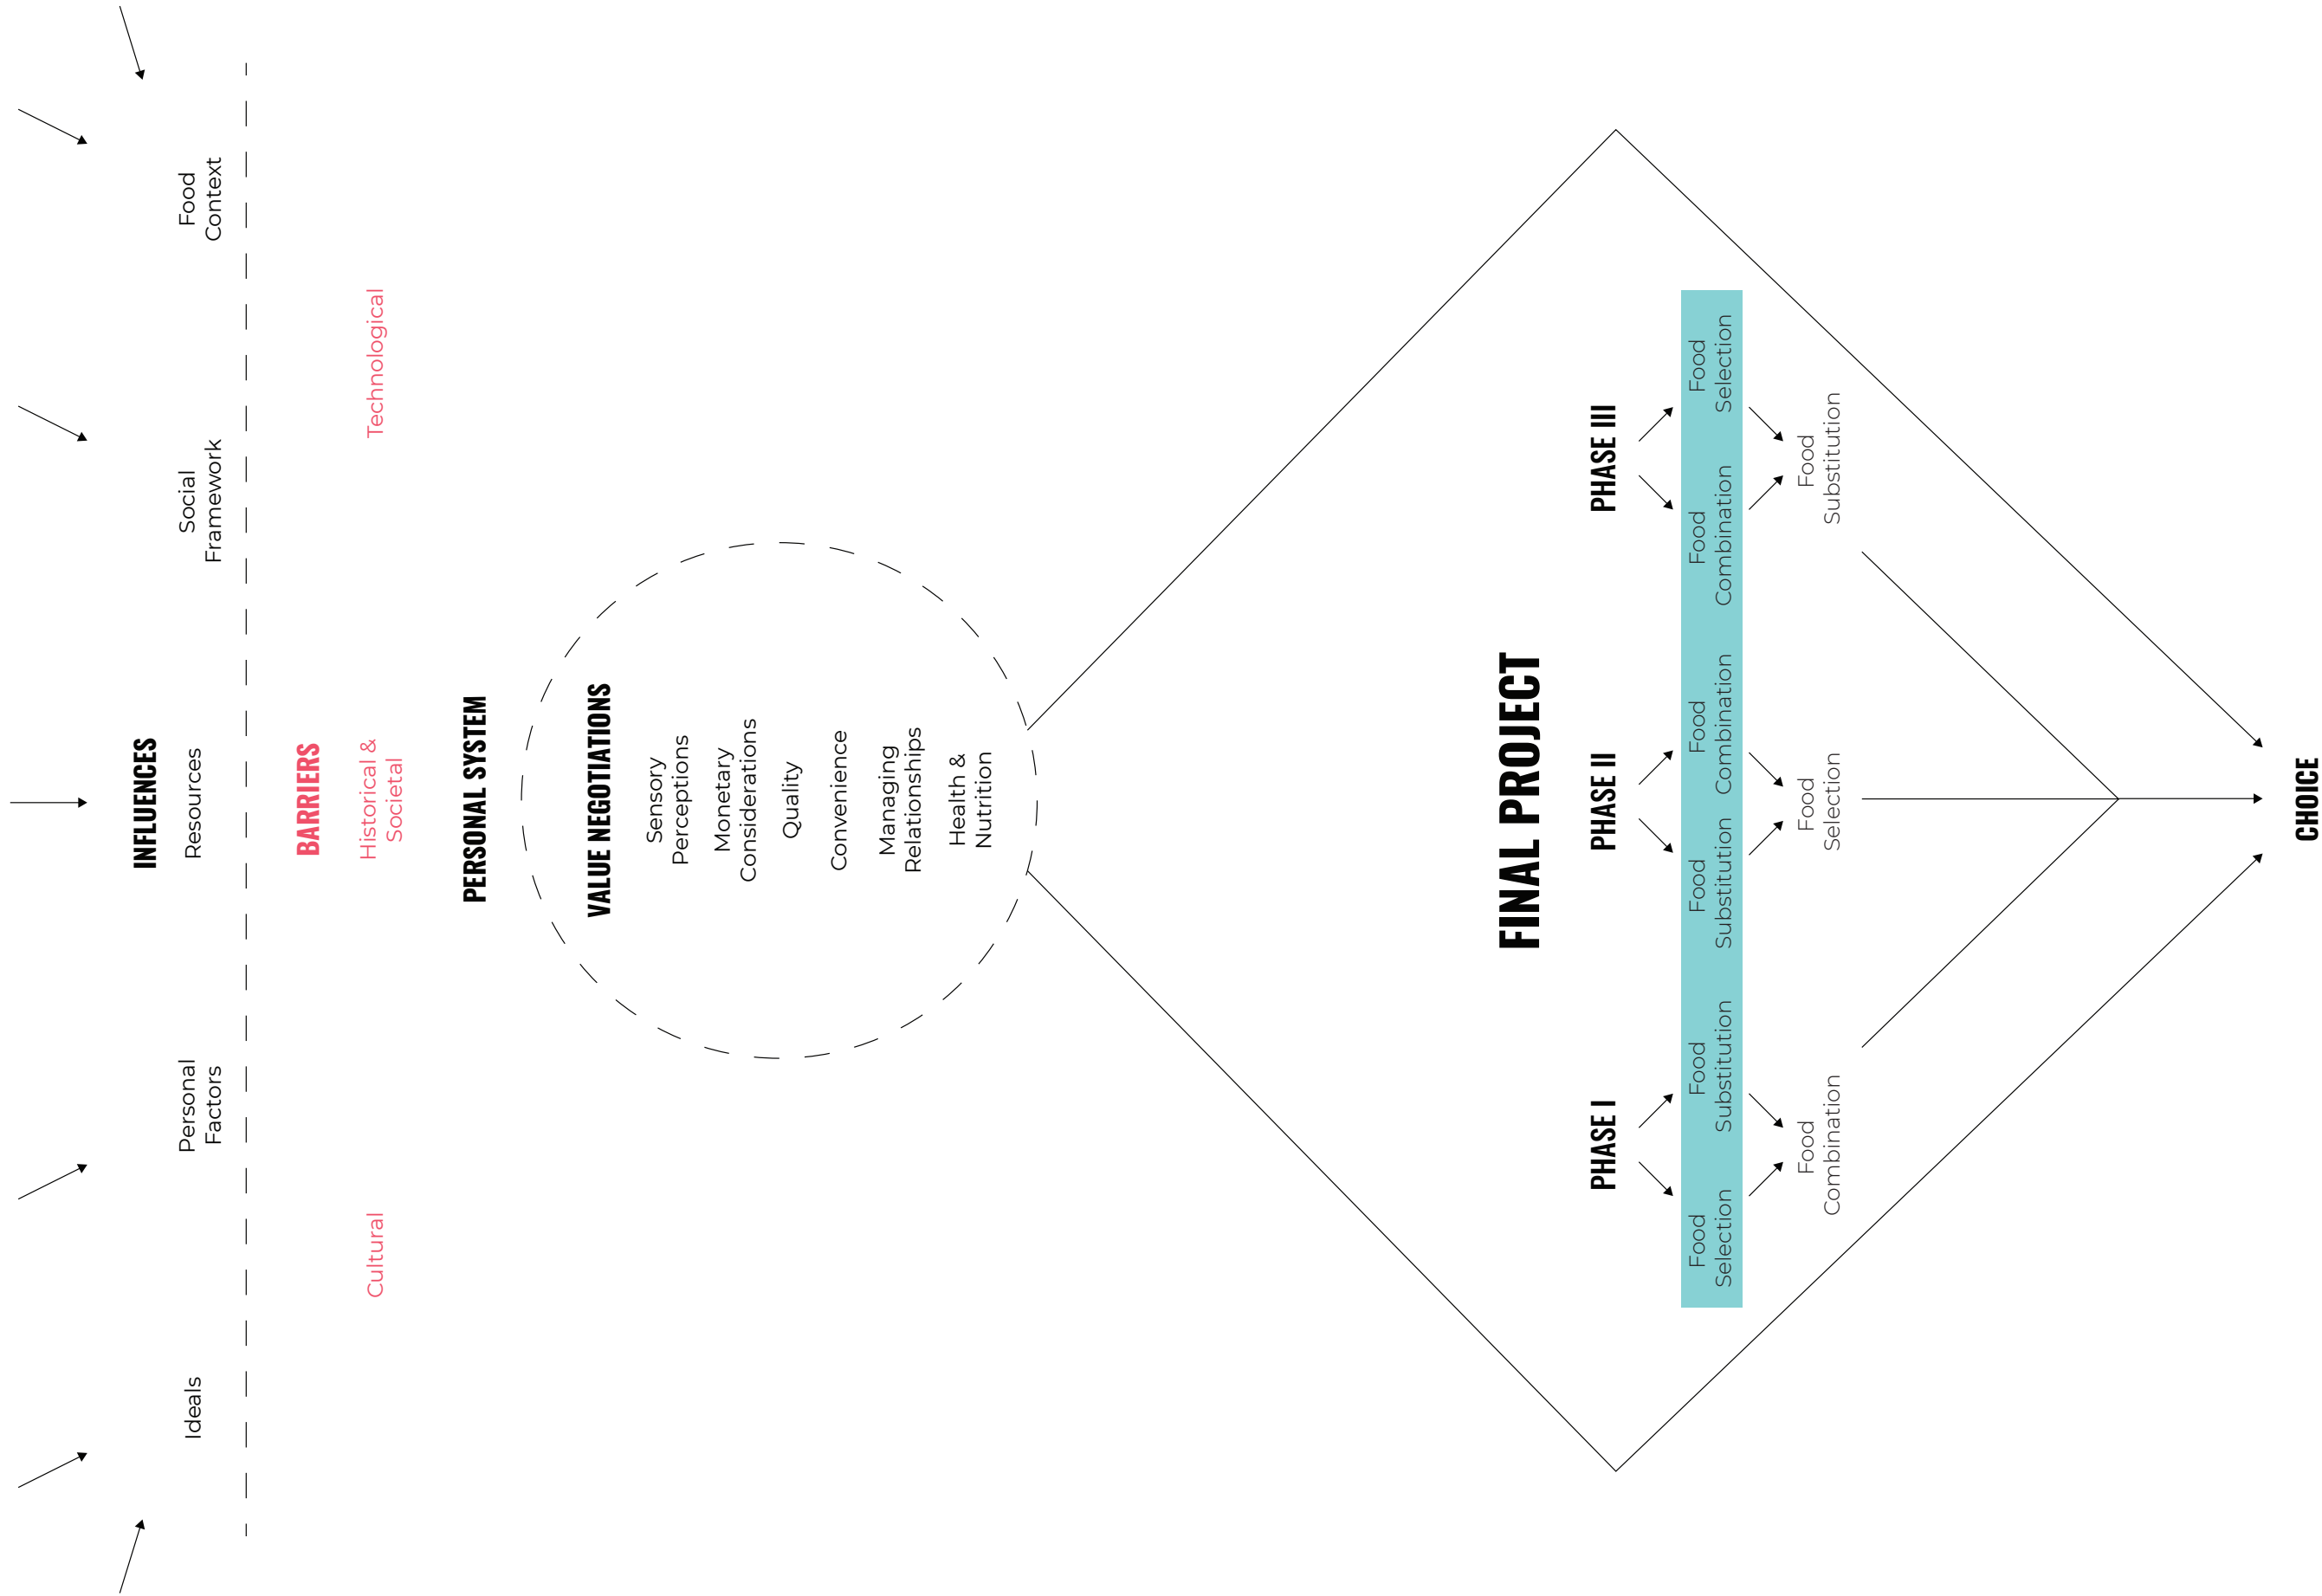 INFLUENCES
Ideals
Personal
Factors
Resources
Social
Framework
Food
Context
BARRIERS
Cultural
Historical &
Societal
Technological
PERSONAL SYSTEM
VALUE NEGOTIATIONS
Sensory
Perceptions
Monetary
Considerations
Quality
Convenience
Managing
Relationships
Health &
Nutrition
FINAL PROJECT
PHASE I
Food
Selection
Food
Substitution
Food
Combination
PHASE II
Food
Substitution
Food
Combination
Food
Selection
PHASE III
Food
Combination
Food
Selection
Food
Substitution
CHOICE